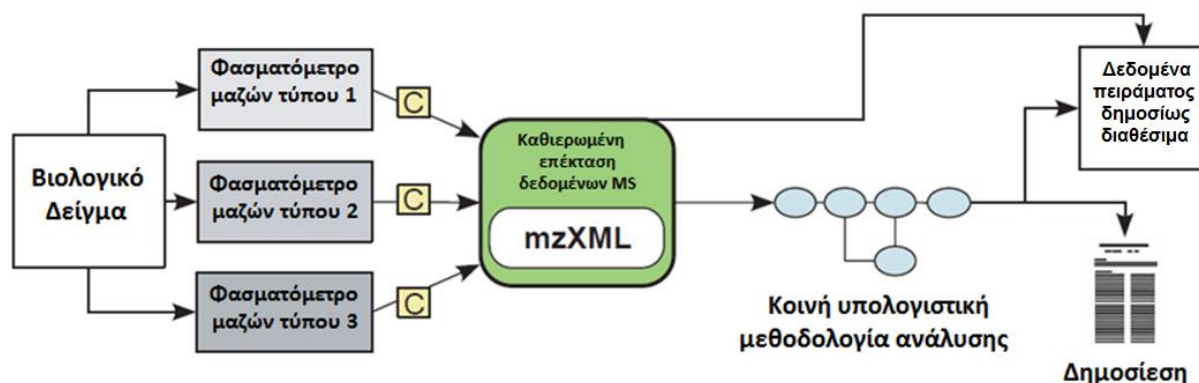 Βιολογικό
Δείγμα
Φασματόμετρο
μαζών τύπου 1
Φασματόμετρο
μαζών τύπου 2
Φασματόμετρο
μαζών τύπου 3
C
C
C
Καθιερωμένη
επέκταση
δεδομένων MS
mzXML
Κοινή υπολογιστική
μεθοδολογία ανάλυσης
Δεδομένα
πειράματος
δημοσίως
διαθέσιμα
Δημοσίεση